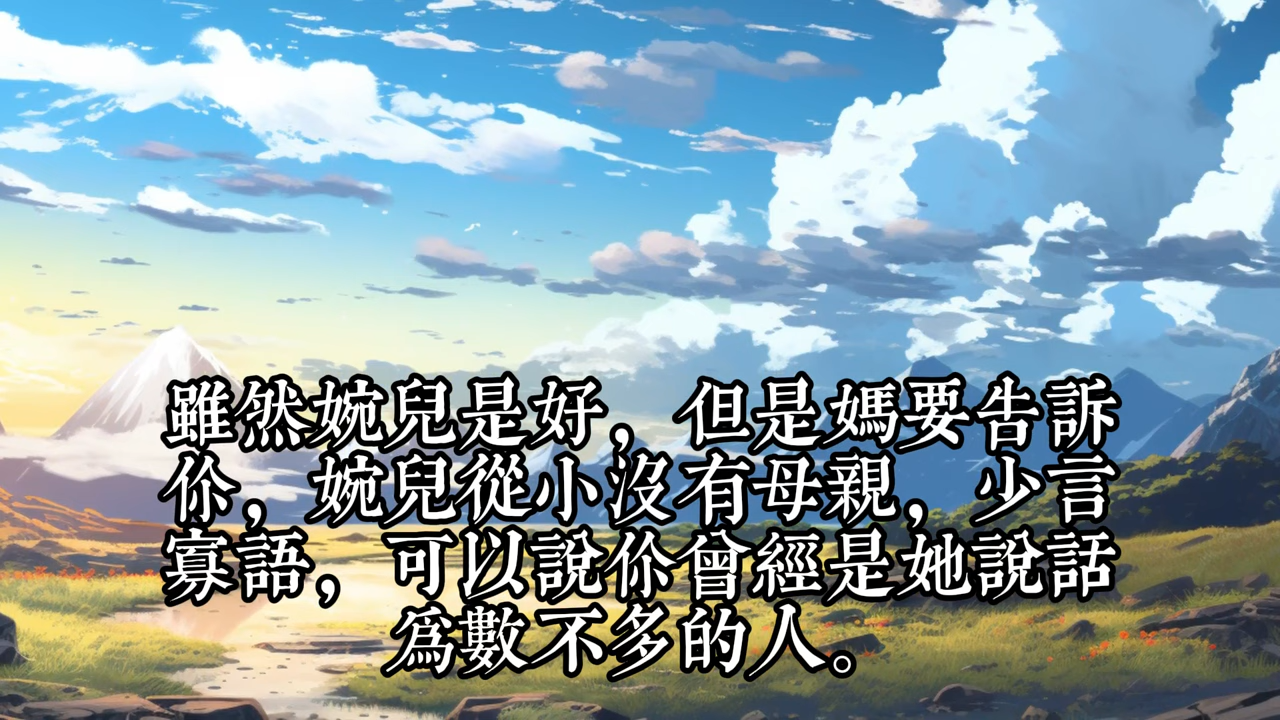 雖然婉兒是好，但是媽要告訴
伱，婉兒從小沒有母親，少言
寡語，可以說伱曾經是她說話
爲數不多的人。